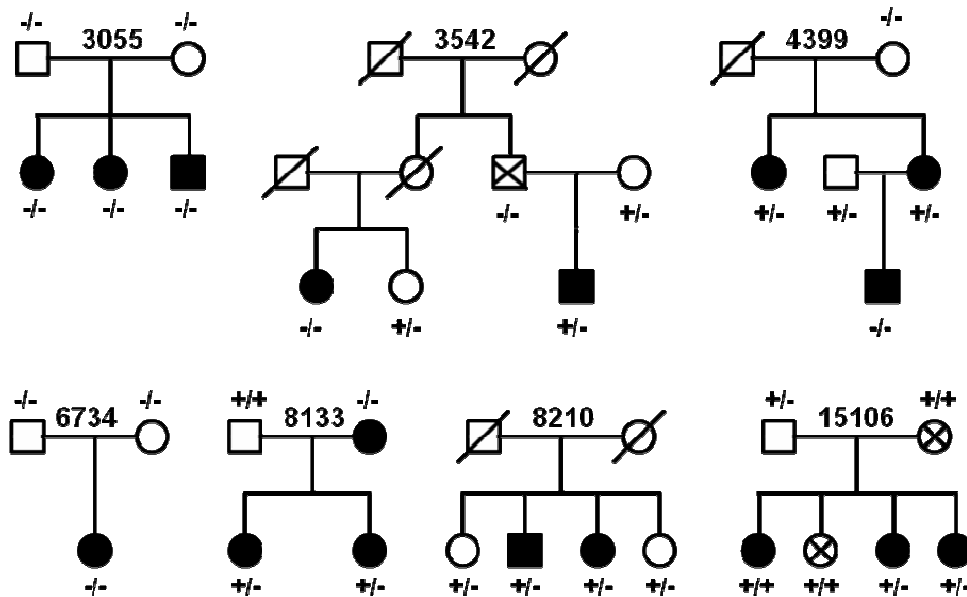 -/- -/- -/-
3055 3542 4399
-/- +/-
-/- -/- -/- +/- +/- +/-
-/- +/- +/- -/-
-/- -/- +/+ -/- +/- +/+
6734 8133 8210 15106
-/- +/- +/- +/- +/- +/- +/- +/+ +/+ +/- +/-